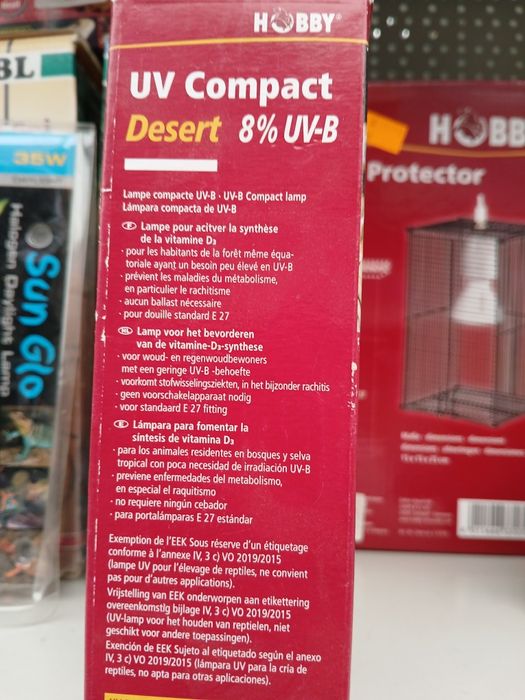 HOBBY
UV Compact
Desert 8% UV-B
Lampe compacte UV-B · UV-B Compact lamp
Lámpara compacta de UV-B
F Lampe pour acitver la synthèse
de la vitamine D₃
· pour les habitants de la forêt même équa-
toriale ayant un besoin peu élevé en UV-B
· prévient les maladies du métabolisme,
en particulier le rachitisme
· aucun ballast nécessaire
· pour douille standard E 27
NL Lamp voor het bevorderen
van de vitamine-D₃-synthese
· voor woud- en regenwoudbewoners
met een geringe UV-B -behoefte
· voorkomt stofwisselingsziekten, in het bijzonder rachitis
· geen voorschakelapparaat nodig
· voor standaard E 27 fitting
E Lámpara para fomentar la
síntesis de vitamina D₃
· para los animales residentes en bosques y selva
tropical con poca necesidad de irradiación UV-B
· previene enfermedades del metabolismo,
en especial el raquitismo
· no requiere ningún cebador
· para portalámparas E 27 estándar
Exemption de l'EEK Sous réserve d'un étiquetage
conforme à l'annexe IV, 3 c) VO 2019/2015
(lampe UV pour l'élevage de reptiles, ne convient
pas pour d'autres applications).
Vrijstelling van EEK onderworpen aan etikettering
overeenkomstig bijlage IV, 3 c) VO 2019/2015
(UV-lamp voor het houden van reptielen, niet
geschikt voor andere toepassingen).
Exención de EEK Sujeto al etiquetado según el anexo
IV, 3 c) VO 2019/2015 (lámpara UV para la cría de
reptiles, no apta para otras aplicaciones).
BL
35W
Sun Glo
Halogen Daylight Lamp
HOBB
Protector